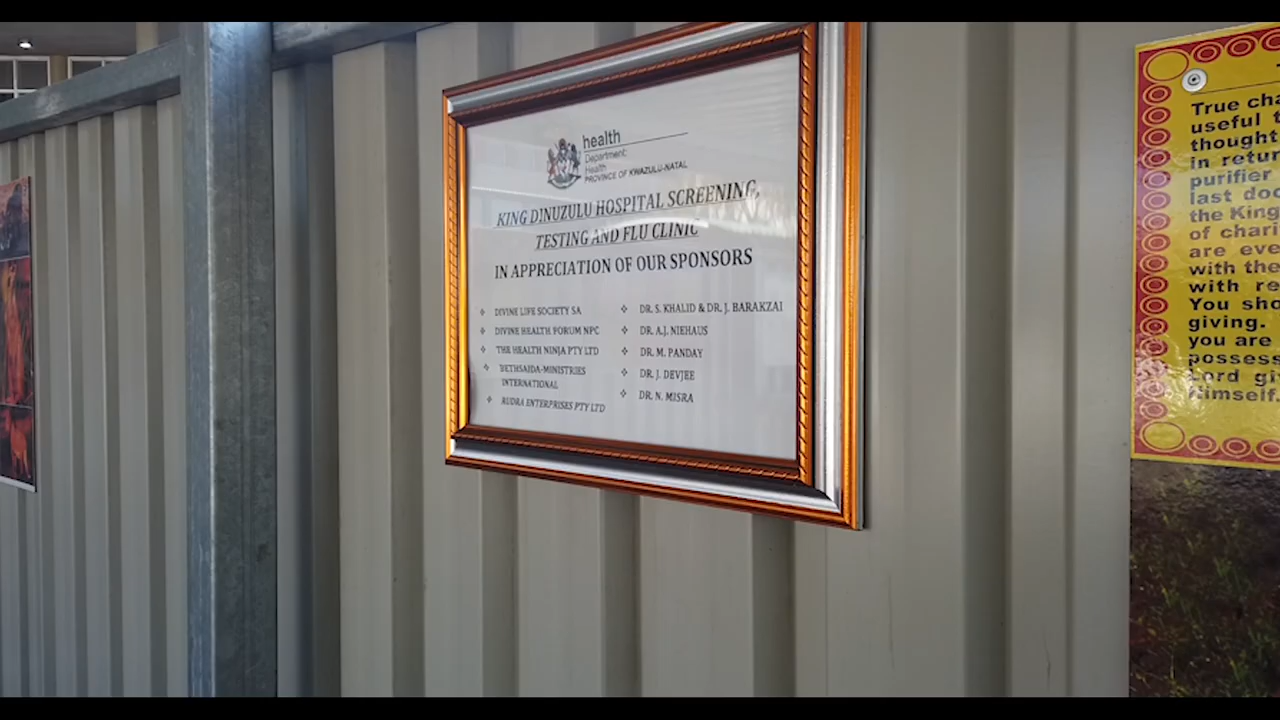 health
Department:
Health
PROVINCE OF KWAZULU-NATAL
KING DINUZULU HOSPITAL SCREENING,
TESTING AND FLU CLINIC
IN APPRECIATION OF OUR SPONSORS
DIVINE LIFE SOCIETY SA
DIVINE HEALTH FORUM NPC
THE HEALTH NINJA PTY LTD
BETHSAIDA-MINISTRIES
INTERNATIONAL
RUDRA ENTERPRISES PTY LTD
DR. S. KHALID & DR. J. BARAKZAI
DR. A.J. NIEHAUS
DR. M. PANDAY
DR. J. DEVJEE
DR. N. MISRA
True cha
useful t
thought
in retur
purifier
last doc
the King
of chari
are eve
with the
with re
You sho
giving.
you are
possess
Lord gi
himself.